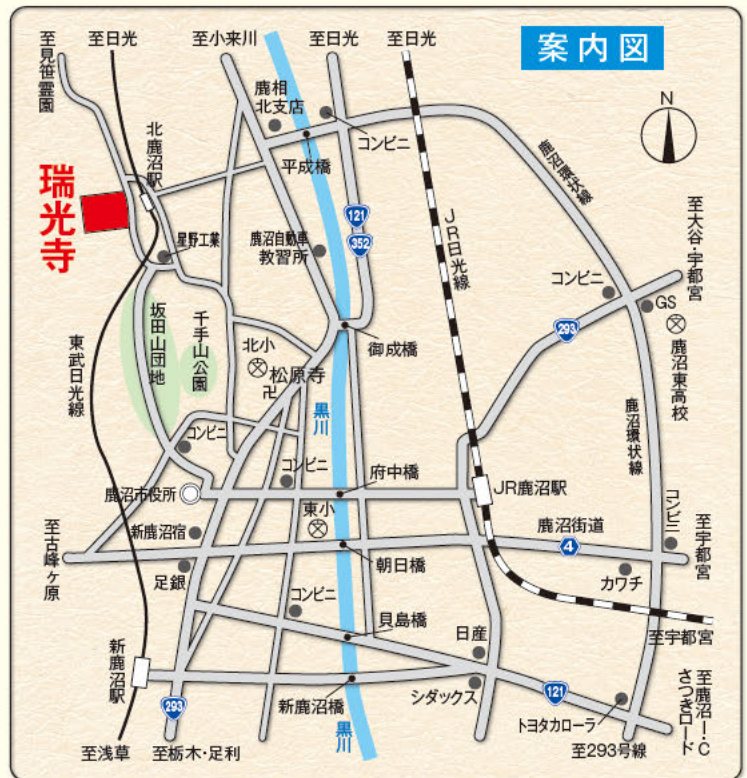 案内図
至見笹霊園
至日光
至小来川
至日光
至日光
N
鹿相
北支店
コンビニ
平成橋
北鹿沼駅
瑞光寺
121
352
鹿沼環状線
JR日光線
至大谷・宇都宮
星野工業
鹿沼自動車
教習所
コンビニ
GS
鹿沼東高校
293
坂田山団地
千手山公園
北小
松原寺
御成橋
東武日光線
黒川
鹿沼環状線
コンビニ
コンビニ
府中橋
JR鹿沼駅
鹿沼市役所
東小
新鹿沼宿
鹿沼街道
コンビニ
至宇都宮
至古峰ヶ原
4
足銀
朝日橋
カワチ
コンビニ
貝島橋
日産
至宇都宮
新鹿沼駅
新鹿沼橋
シダックス
121
至鹿沼I・C
さつきロード
293
トヨタカローラ
黒川
至浅草
至栃木・足利
至293号線